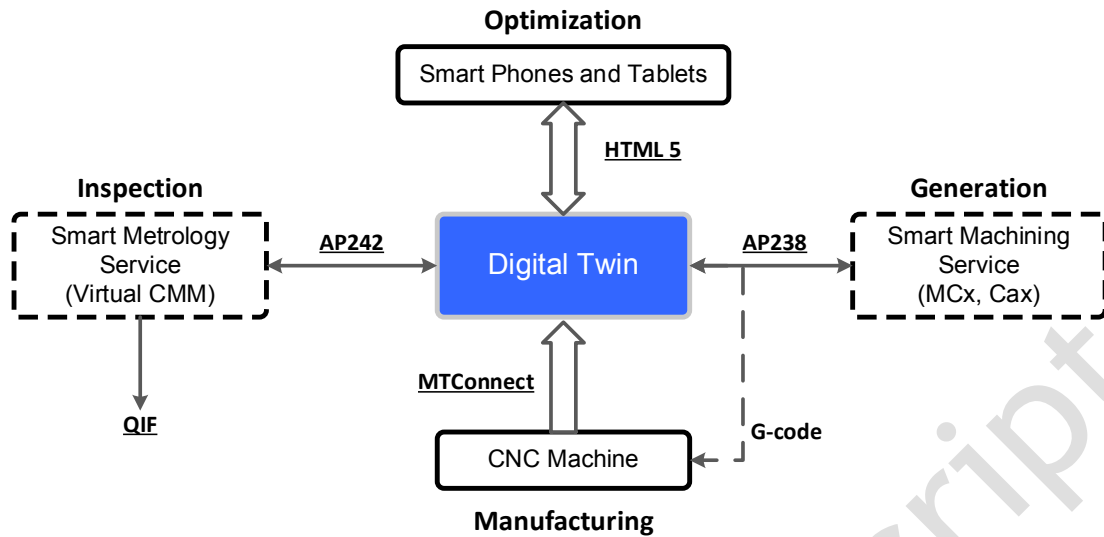 Optimization
Smart Phones and Tablets
HTML 5
Inspection
Smart Metrology
Service
(Virtual CMM)
AP242
Digital Twin
AP238
Generation
Smart Machining
Service
(MCx, Cax)
MTConnect
QIF
G-code
CNC Machine
Manufacturing
script